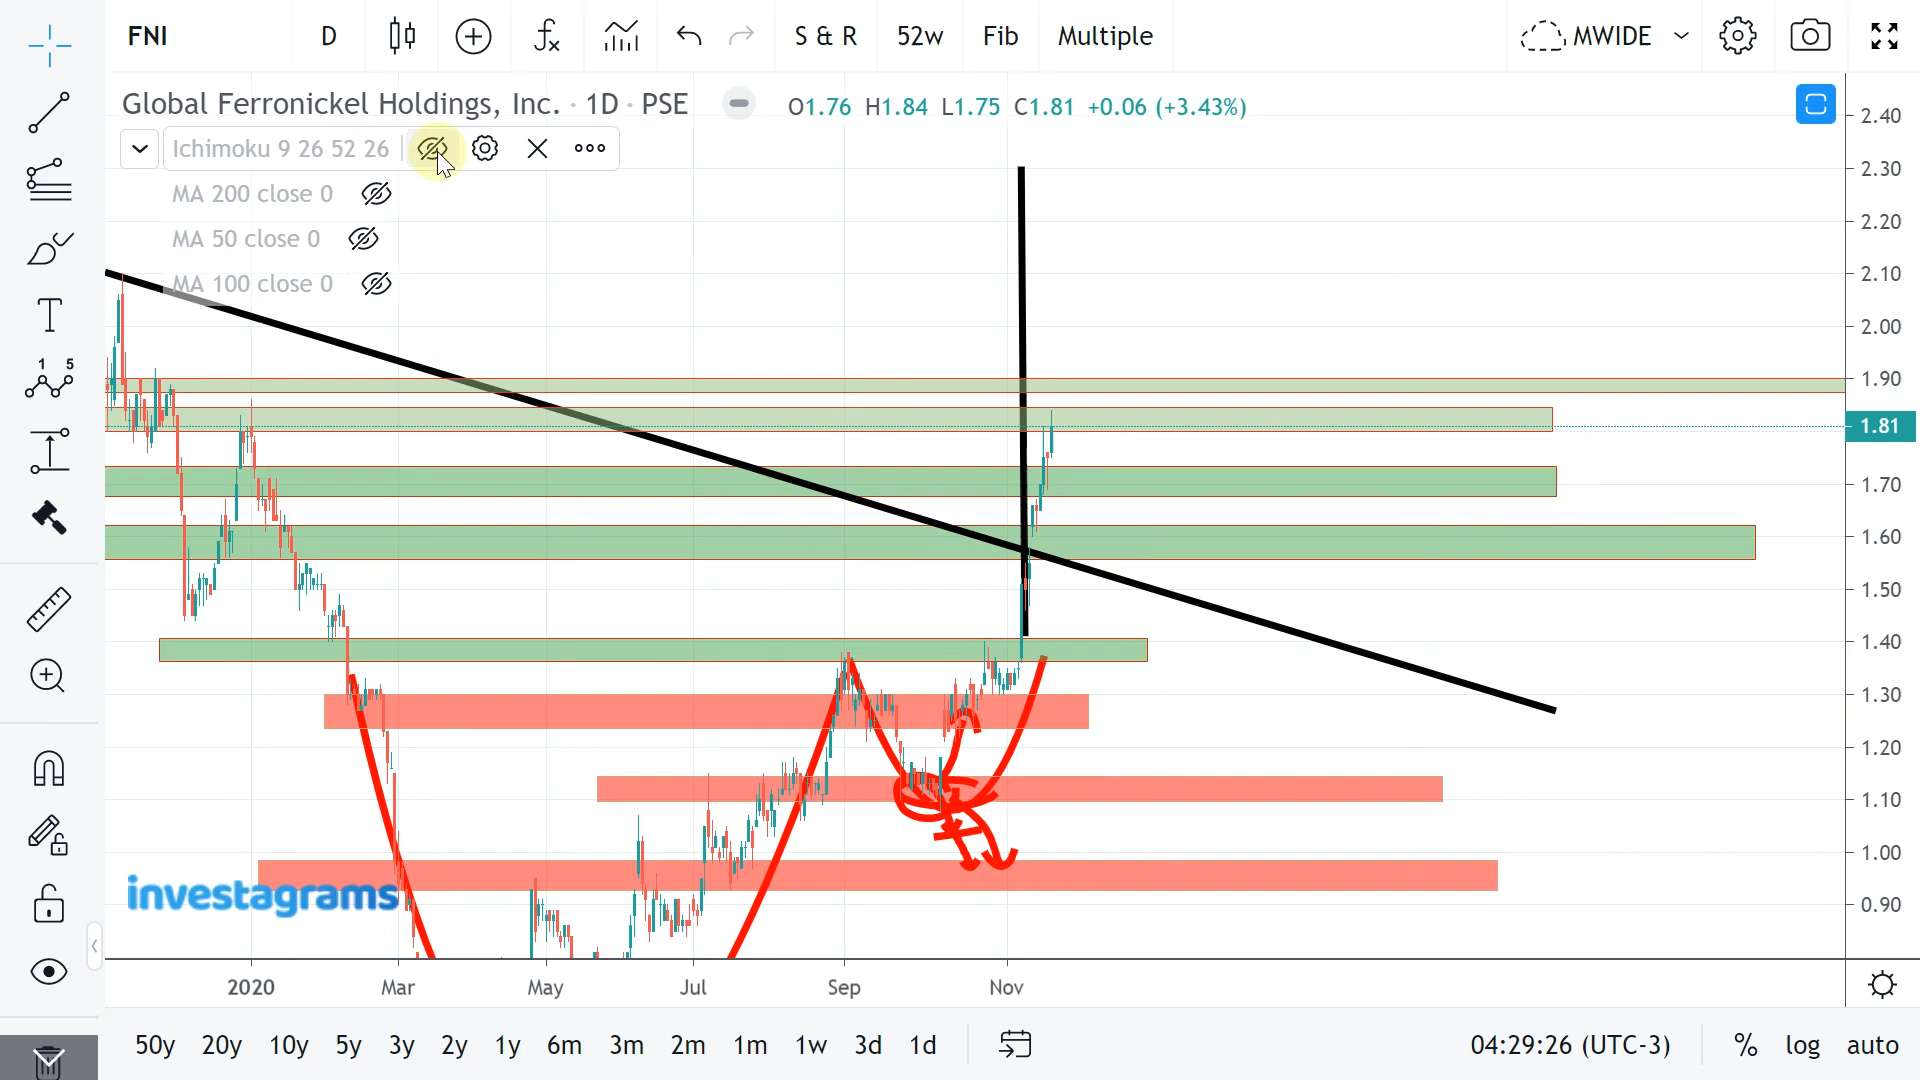 FNI D S & R 52w Fib Multiple MWIDE
Global Ferronickel Holdings, Inc. · 1D · PSE O1.76 H1.84 L1.75 C1.81 +0.06 (+3.43%)
Ichimoku 9 26 52 26
MA 200 close 0
MA 50 close 0
MA 100 close 0
1 5
2.40
2.30
2.20
2.10
2.00
1.90
1.81
1.70
1.60
1.50
1.40
1.30
1.20
1.10
1.00
0.90
investagrams
2020 Mar May Jul Sep Nov
50y 20y 10y 5y 3y 2y 1y 6m 3m 2m 1m 1w 3d 1d 04:29:26 (UTC-3) % log auto